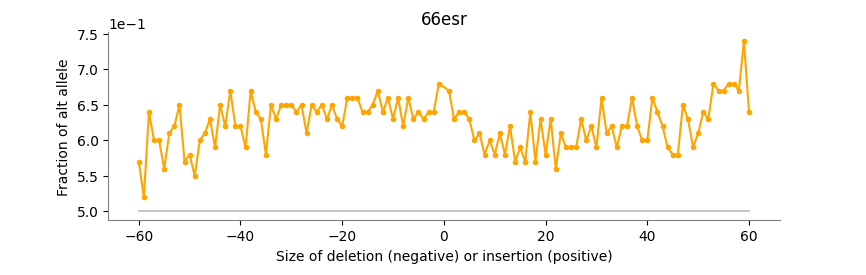 66esr
1e−1
7.5
7.0
6.5
6.0
5.5
5.0
Fraction of alt allele
−60 −40 −20 0 20 40 60
Size of deletion (negative) or insertion (positive)